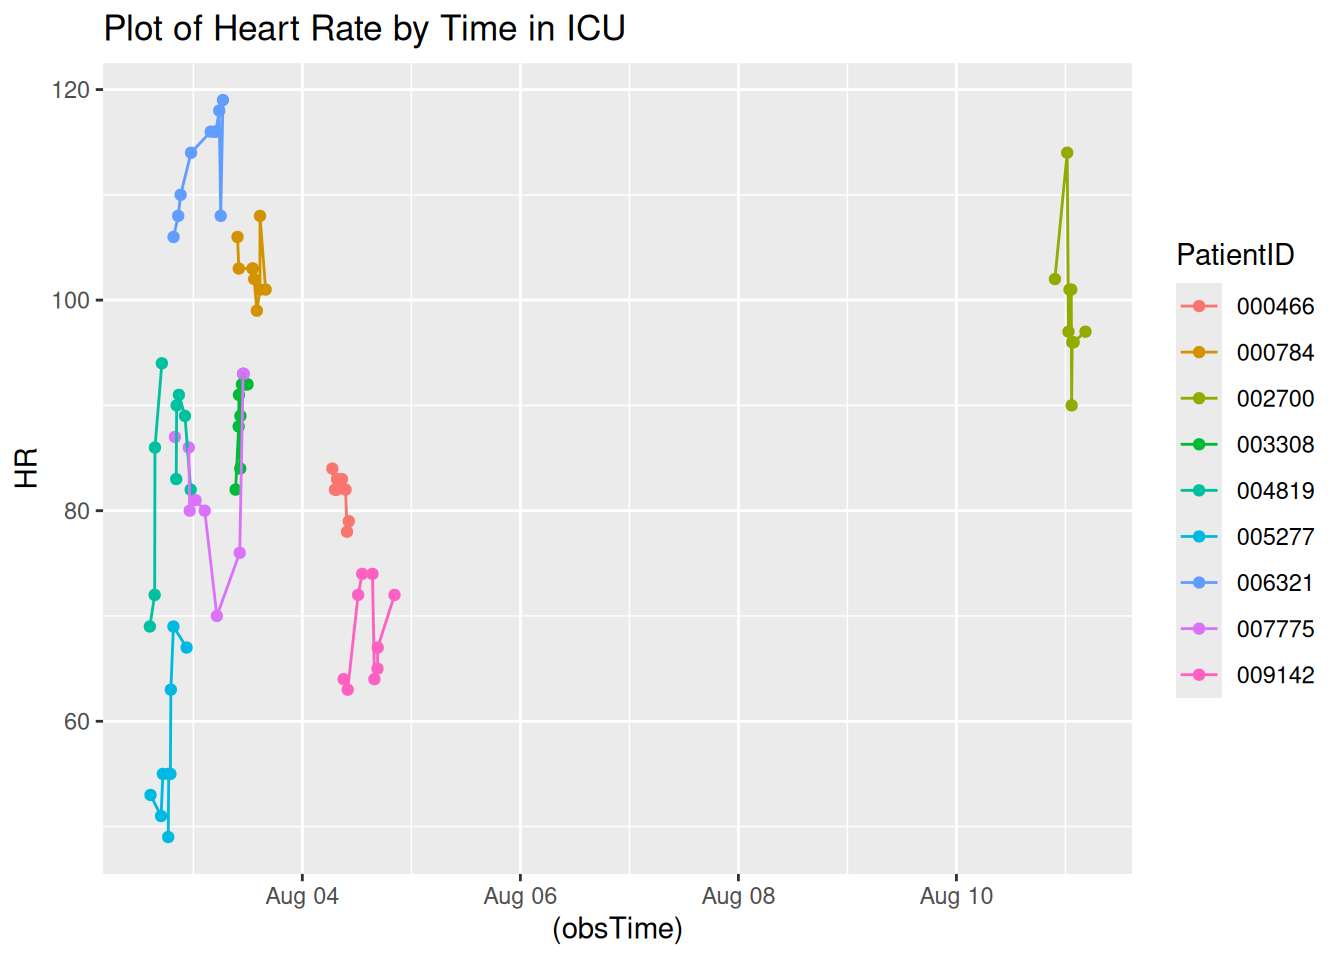 Plot of Heart Rate by Time in ICU
120
100
80
60
HR
Aug 04
Aug 06
Aug 08
Aug 10
(obsTime)
PatientID
000466
000784
002700
003308
004819
005277
006321
007775
009142